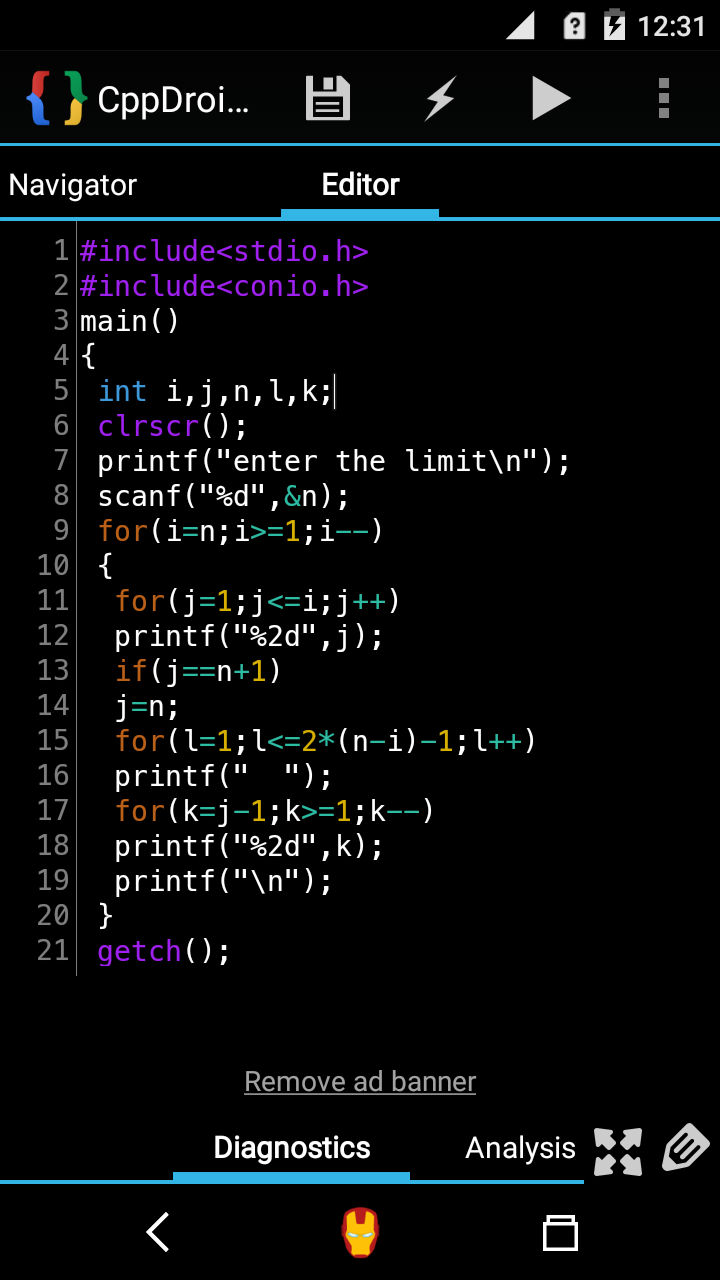 12:31
CppDroi...
Navigator Editor
1 #include<stdio.h>
2 #include<conio.h>
3 main()
4 {
5  int i,j,n,l,k;
6  clrscr();
7  printf("enter the limit\n");
8  scanf("%d",&n);
9  for(i=n;i>=1;i--)
10  {
11   for(j=1;j<=i;j++)
12   printf("%2d",j);
13   if(j==n+1)
14   j=n;
15   for(l=1;l<=2*(n-i)-1;l++)
16   printf("  ");
17   for(k=j-1;k>=1;k--)
18   printf("%2d",k);
19   printf("\n");
20  }
21  getch();
Remove ad banner
Diagnostics Analysis